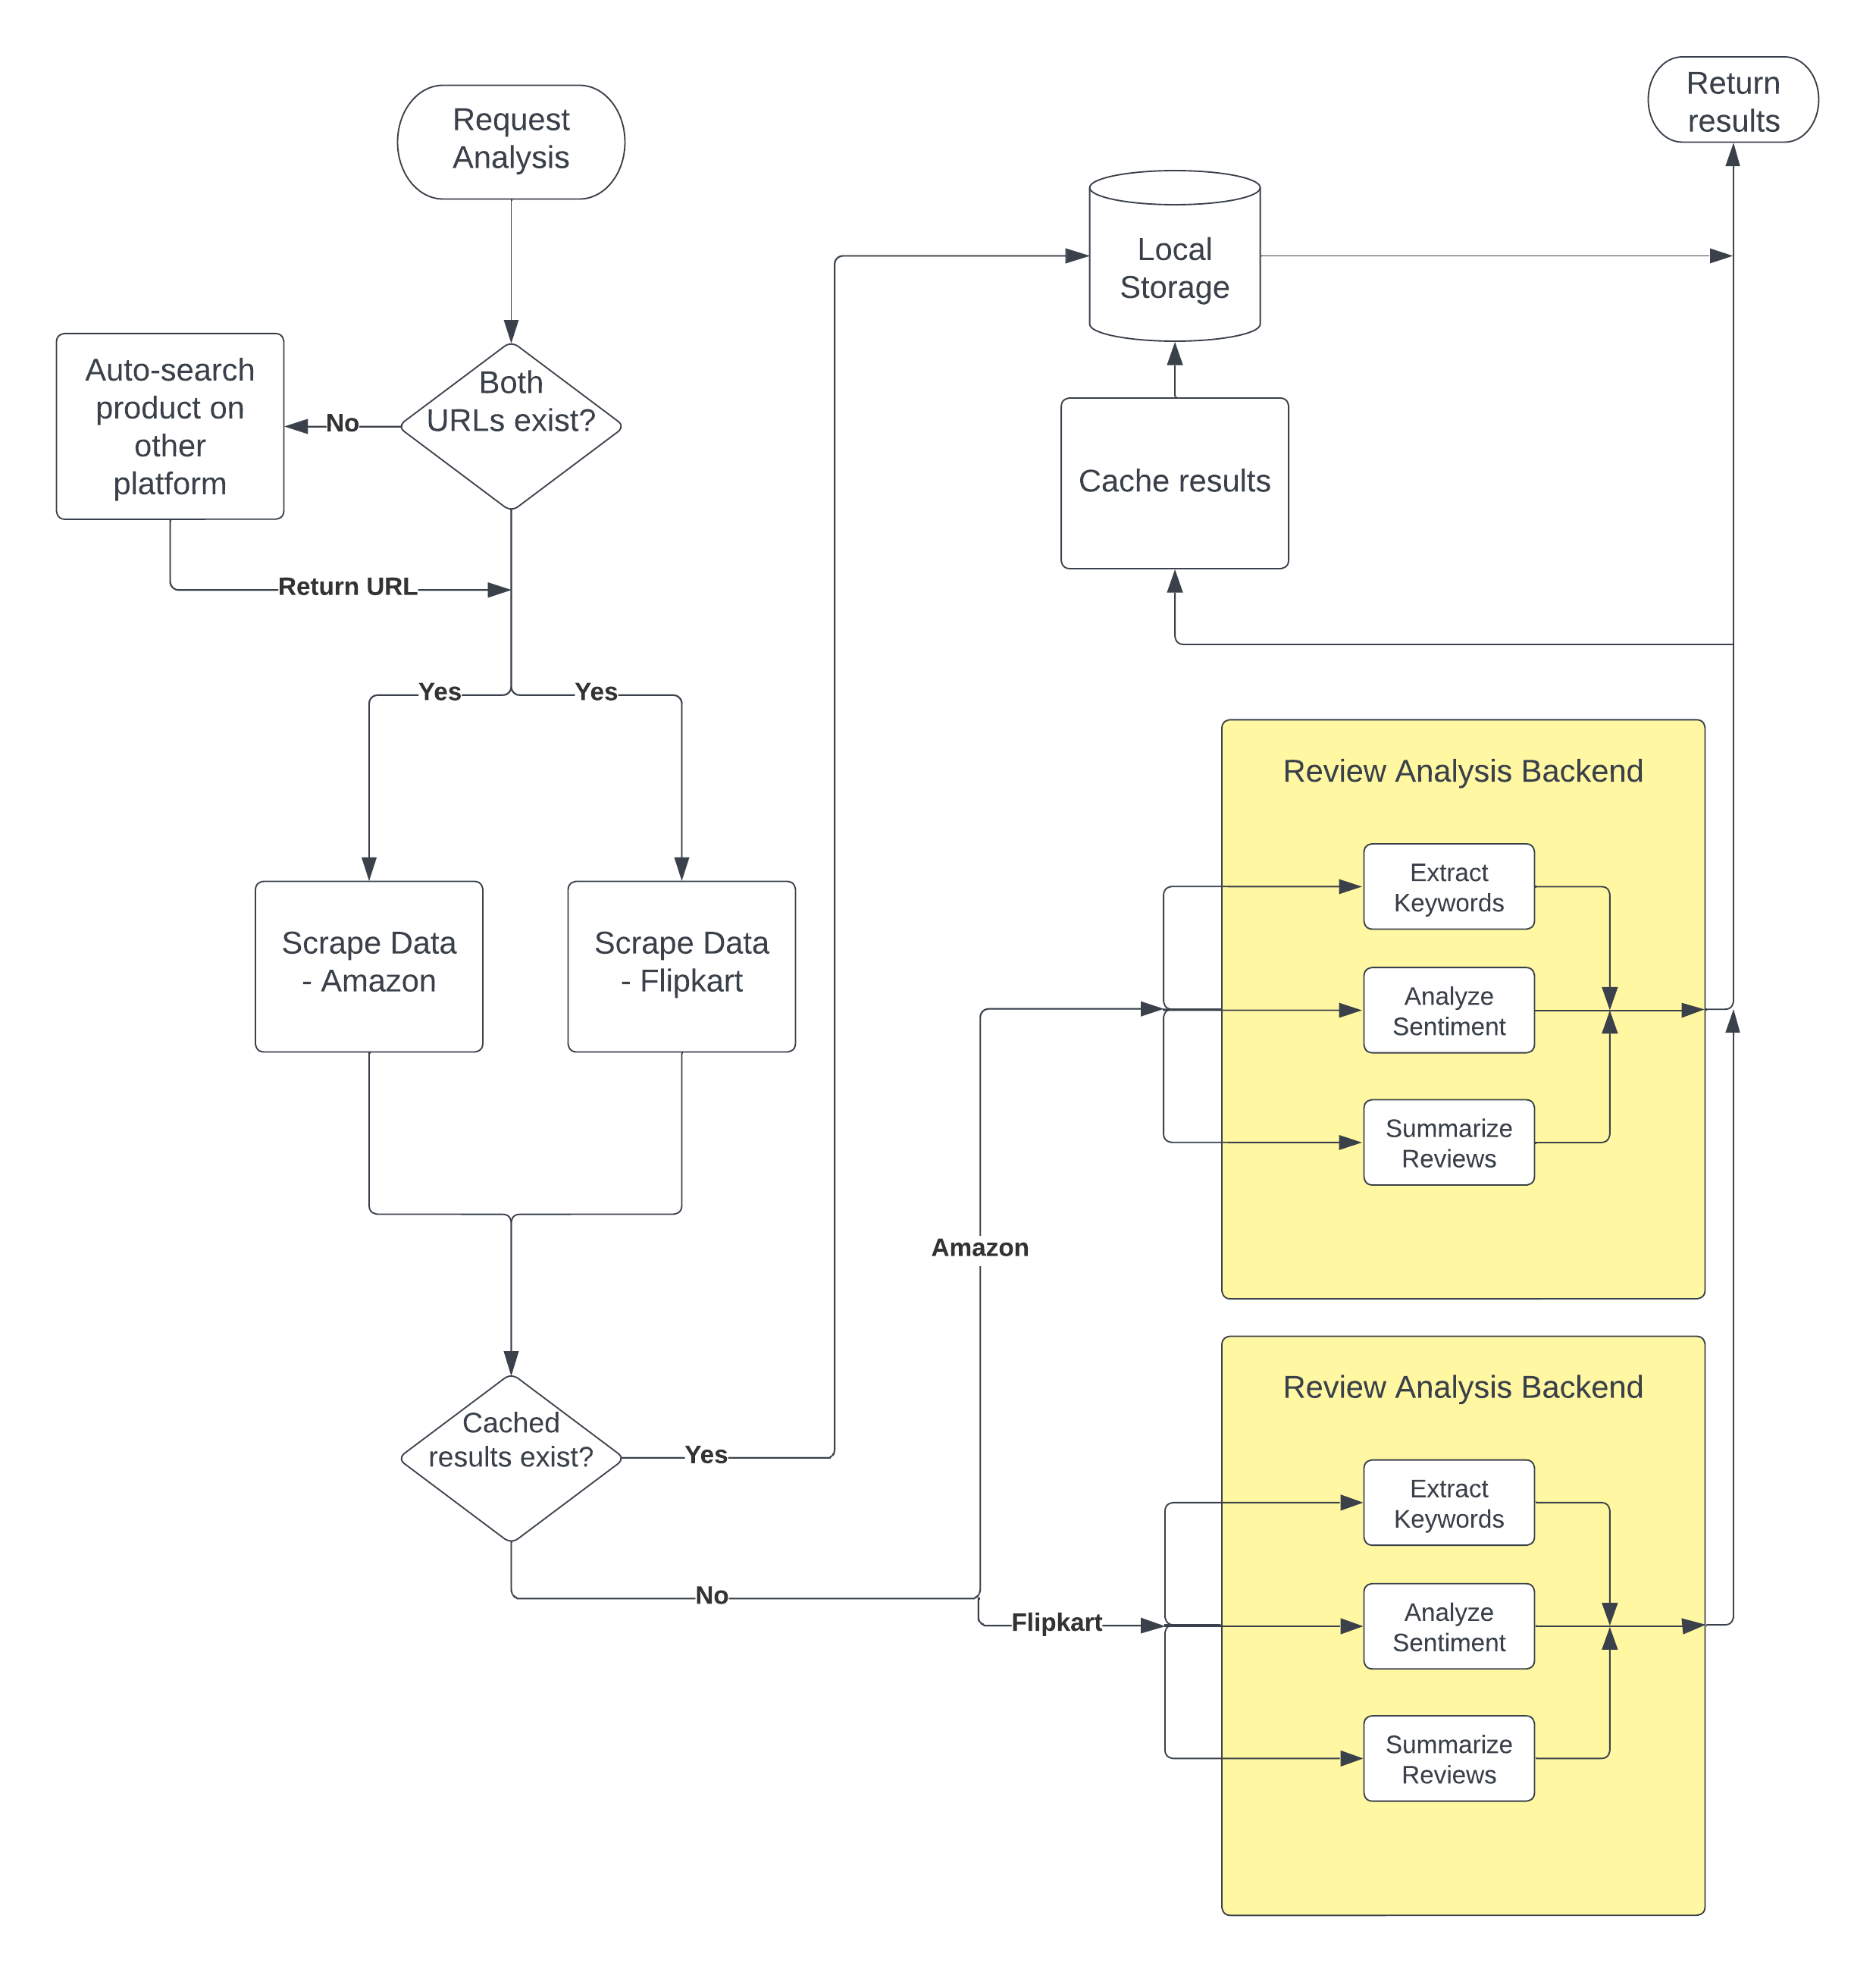 Request
Analysis
Both
URLs exist?
No
Auto-search
product on
other
platform
Return URL
Yes
Yes
Scrape Data
- Amazon
Scrape Data
- Flipkart
Cached
results exist?
Yes
No
Amazon
Flipkart
Return
results
Local
Storage
Cache results
Review Analysis Backend
Extract
Keywords
Analyze
Sentiment
Summarize
Reviews
Review Analysis Backend
Extract
Keywords
Analyze
Sentiment
Summarize
Reviews